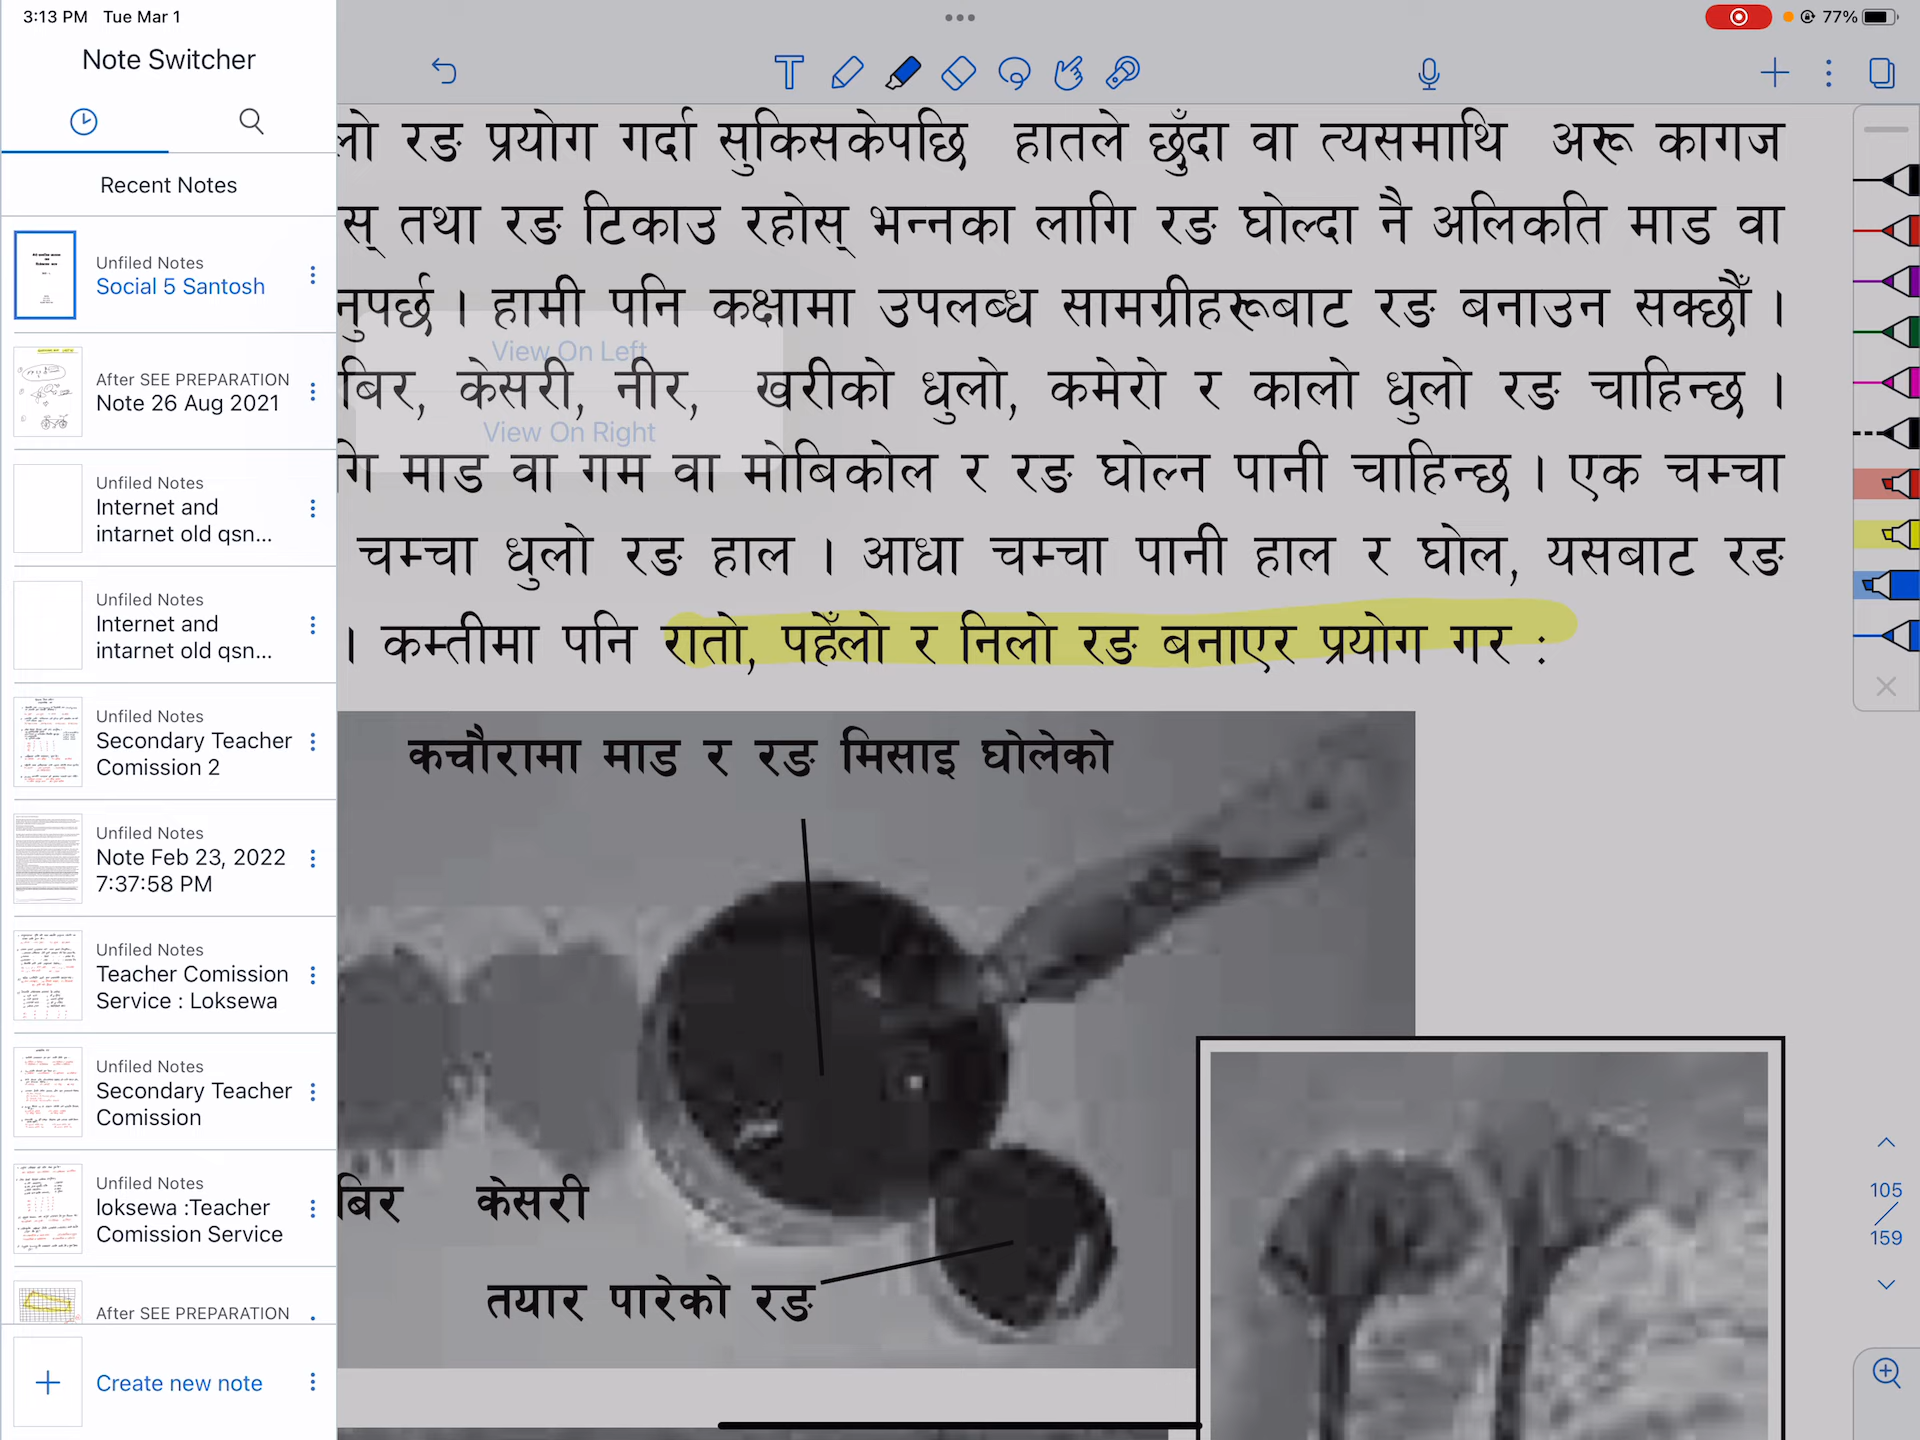 3:13 PM Tue Mar 1
77%
Note Switcher
Recent Notes
Unfiled Notes
Social 5 Santosh
After SEE PREPARATION
Note 26 Aug 2021
Unfiled Notes
Internet and
intarnet old qsn...
Unfiled Notes
Internet and
intarnet old qsn...
Unfiled Notes
Secondary Teacher
Comission 2
Unfiled Notes
Note Feb 23, 2022
7:37:58 PM
Unfiled Notes
Teacher Comission
Service : Loksewa
Unfiled Notes
Secondary Teacher
Comission
Unfiled Notes
loksewa :Teacher
Comission Service
After SEE PREPARATION
Create new note
लो रङ प्रयोग गर्दा सुकिसकेपछि हातले छुँदा वा त्यसमाथि अरू कागज
स् तथा रङ टिकाउ रहोस् भन्नका लागि रङ घोल्दा नै अलिकति माड वा
नुपर्छ । हामी पनि कक्षामा उपलब्ध सामग्रीहरूबाट रङ बनाउन सक्छौँ ।
View On Left
बिर, केसरी, नीर, खरीको धुलो, कमेरो र कालो धुलो रङ चाहिन्छ ।
View On Right
गि माड वा गम वा मोबिकोल र रङ घोल्न पानी चाहिन्छ । एक चम्चा
चम्चा धुलो रङ हाल । आधा चम्चा पानी हाल र घोल, यसबाट रङ
। कम्तीमा पनि रातो, पहेँलो र निलो रङ बनाएर प्रयोग गर :
कचौरामा माड र रङ मिसाइ घोलेको
बिर केसरी
तयार पारेको रङ
105
/
159